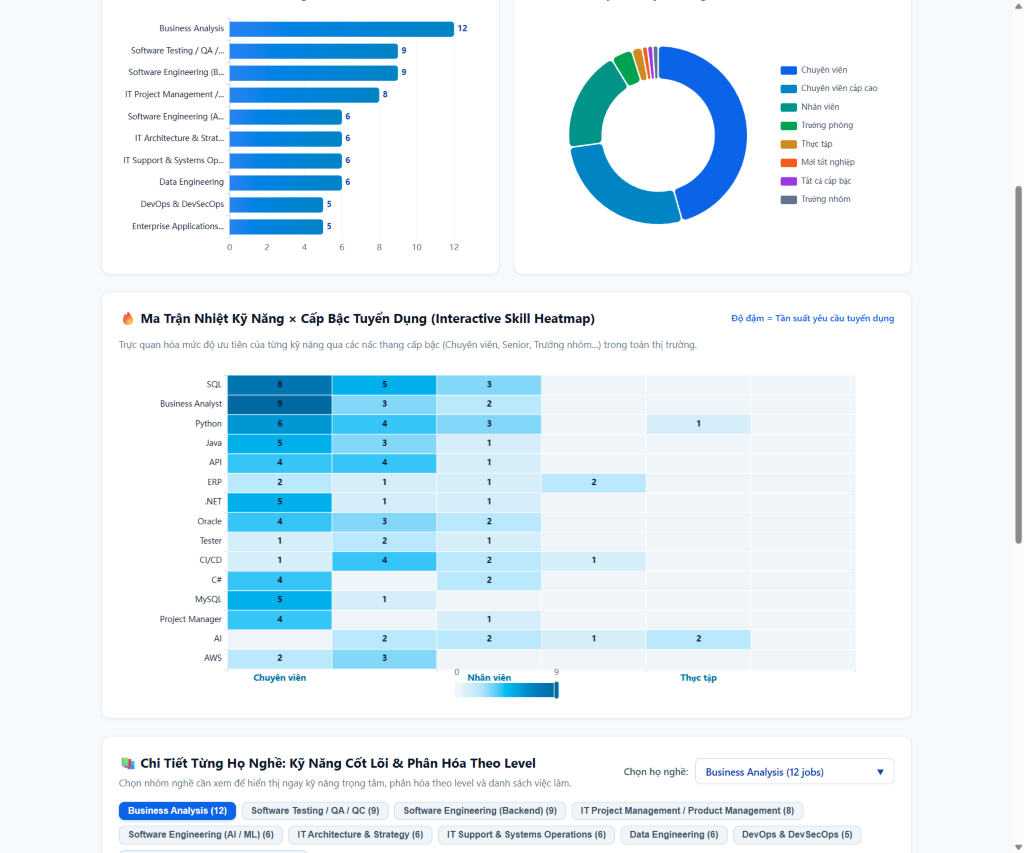 Business Analysis 12
Software Testing / QA /... 9
Software Engineering (B... 9
IT Project Management /... 8
Software Engineering (A... 6
IT Architecture & Strat... 6
IT Support & Systems Op... 6
Data Engineering 6
DevOps & DevSecOps 5
Enterprise Applications... 5
0 2 4 6 8 10 12
Chuyên viên
Chuyên viên cấp cao
Nhân viên
Trưởng phòng
Thực tập
Mới tốt nghiệp
Tất cả cấp bậc
Trưởng nhóm
🔥 Ma Trận Nhiệt Kỹ Năng × Cấp Bậc Tuyển Dụng (Interactive Skill Heatmap)
Độ đậm = Tần suất yêu cầu tuyển dụng
Trực quan hóa mức độ ưu tiên của từng kỹ năng qua các nấc thang cấp bậc (Chuyên viên, Senior, Trưởng nhóm...) trong toàn thị trường.
SQL 8 5 3
Business Analyst 9 3 2
Python 6 4 3 1
Java 5 3 1
API 4 4 1
ERP 2 1 1 2
.NET 5 1 1
Oracle 4 3 2
Tester 1 2 1
CI/CD 1 4 2 1
C# 4 2
MySQL 5 1
Project Manager 4 1
AI 2 2 1 2
AWS 2 3
0 9
Chuyên viên Nhân viên Thực tập
📚 Chi Tiết Từng Họ Nghề: Kỹ Năng Cốt Lõi & Phân Hóa Theo Level
Chọn nhóm nghề cần xem để hiển thị ngay kỹ năng trọng tâm, phân hóa theo level và danh sách việc làm.
Chọn họ nghề: Business Analysis (12 jobs) ▼
Business Analysis (12) Software Testing / QA / QC (9) Software Engineering (Backend) (9) IT Project Management / Product Management (8)
Software Engineering (AI / ML) (6) IT Architecture & Strategy (6) IT Support & Systems Operations (6) Data Engineering (6) DevOps & DevSecOps (5)